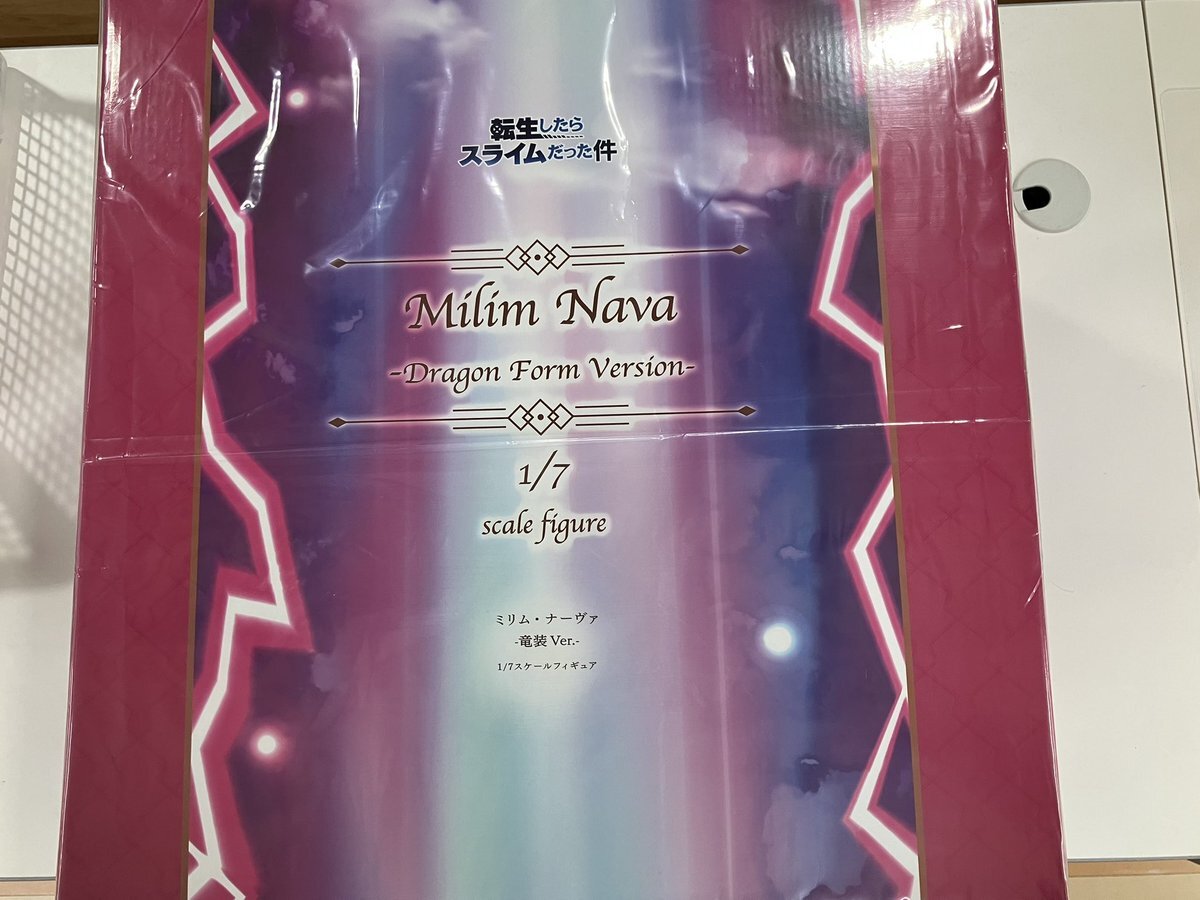 転生したら
スライムだった件
Milim Nava
-Dragon Form Version-
1/7
scale figure
ミリム・ナーヴァ
-竜装 Ver.-
1/7スケールフィギュア